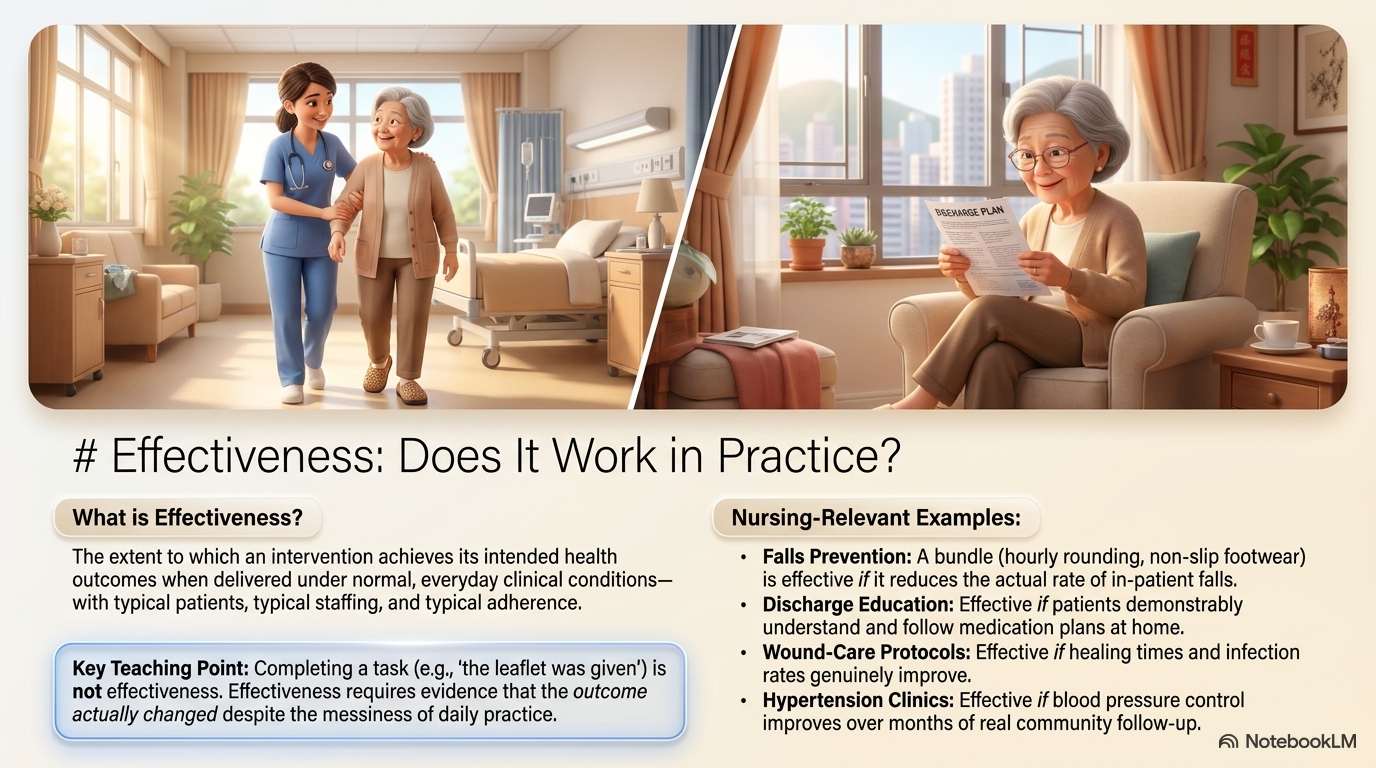 DISCHARGE PLAN
# Effectiveness: Does It Work in Practice?
What is Effectiveness?
The extent to which an intervention achieves its intended health
outcomes when delivered under normal, everyday clinical conditions—
with typical patients, typical staffing, and typical adherence.
Key Teaching Point: Completing a task (e.g., ‘the leaflet was given’) is
not effectiveness. Effectiveness requires evidence that the outcome
actually changed despite the messiness of daily practice.
Nursing-Relevant Examples:
• Falls Prevention: A bundle (hourly rounding, non-slip footwear)
is effective if it reduces the actual rate of in-patient falls.
• Discharge Education: Effective if patients demonstrably
understand and follow medication plans at home.
• Wound-Care Protocols: Effective if healing times and infection
rates genuinely improve.
• Hypertension Clinics: Effective if blood pressure control
improves over months of real community follow-up.
NotebookLM